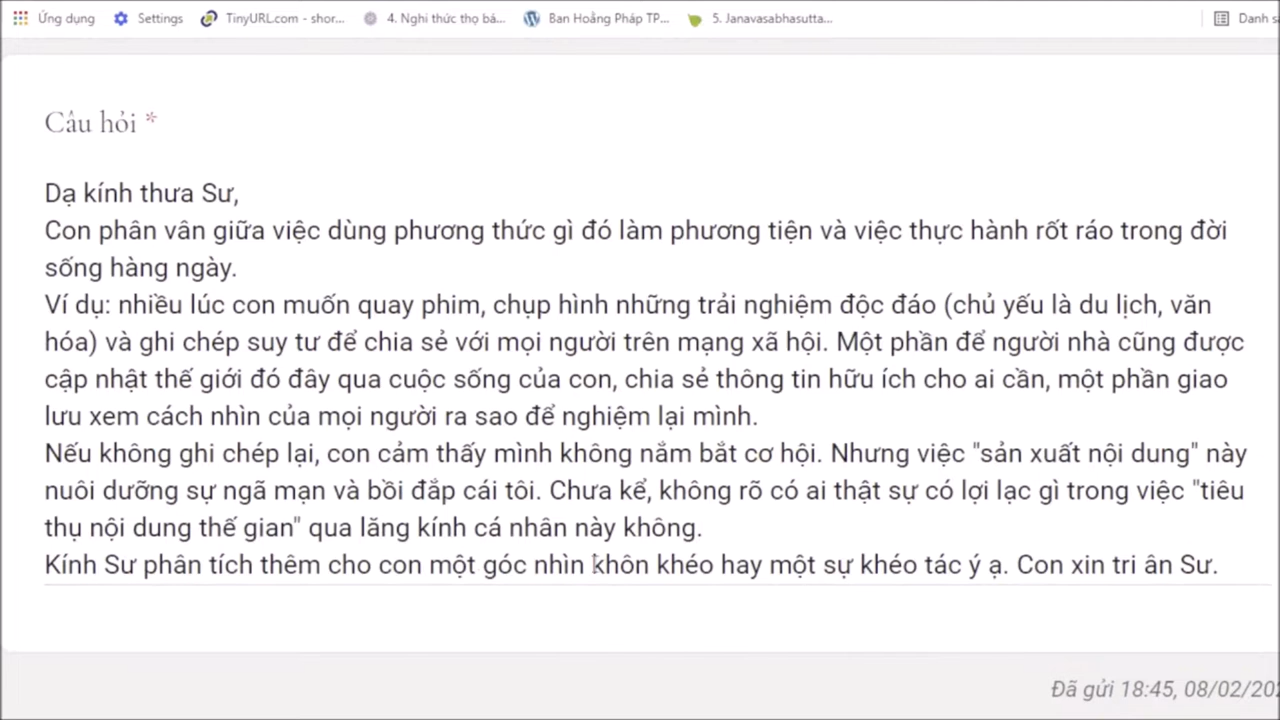 Ứng dụng Settings TinyURL.com - shor... 4. Nghi thức thọ bá... Ban Hoằng Pháp TP... 5. Janavasabhasutta... Danh s
Câu hỏi *
Dạ kính thưa Sư,
Con phân vân giữa việc dùng phương thức gì đó làm phương tiện và việc thực hành rốt ráo trong đời
sống hàng ngày.
Ví dụ: nhiều lúc con muốn quay phim, chụp hình những trải nghiệm độc đáo (chủ yếu là du lịch, văn
hóa) và ghi chép suy tư để chia sẻ với mọi người trên mạng xã hội. Một phần để người nhà cũng được
cập nhật thế giới đó đây qua cuộc sống của con, chia sẻ thông tin hữu ích cho ai cần, một phần giao
lưu xem cách nhìn của mọi người ra sao để nghiệm lại mình.
Nếu không ghi chép lại, con cảm thấy mình không nắm bắt cơ hội. Nhưng việc "sản xuất nội dung" này
nuôi dưỡng sự ngã mạn và bồi đắp cái tôi. Chưa kể, không rõ có ai thật sự có lợi lạc gì trong việc "tiêu
thụ nội dung thế gian" qua lăng kính cá nhân này không.
Kính Sư phân tích thêm cho con một góc nhìn khôn khéo hay một sự khéo tác ý ạ. Con xin tri ân Sư.
Đã gửi 18:45, 08/02/202